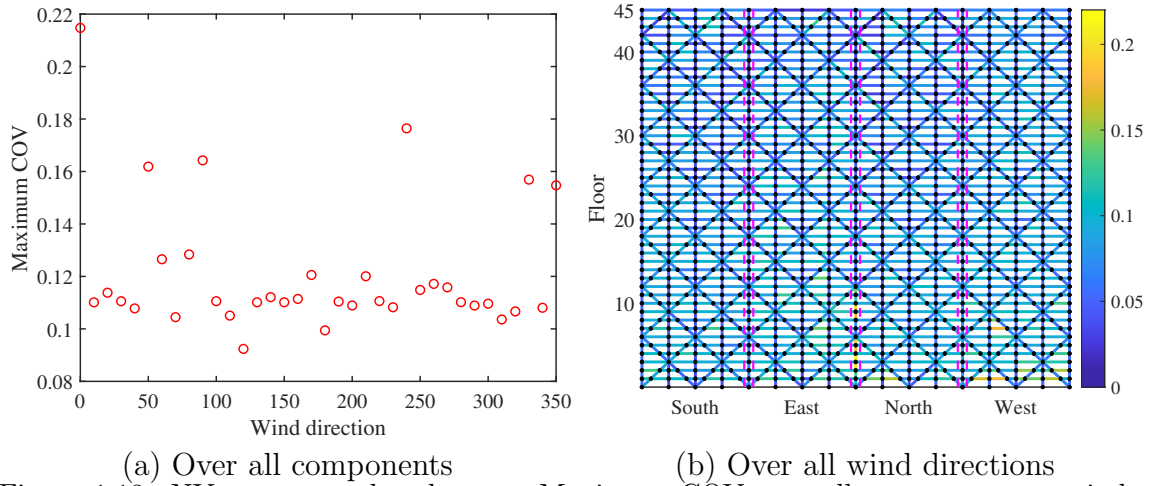 0.22
0.2
0.18
0.16
0.14
0.12
0.1
0.08
Maximum COV
0 50 100 150 200 250 300 350
Wind direction
(a) Over all components
45
40
30
20
10
Floor
South East North West
0.2
0.15
0.1
0.05
0
(b) Over all wind directions